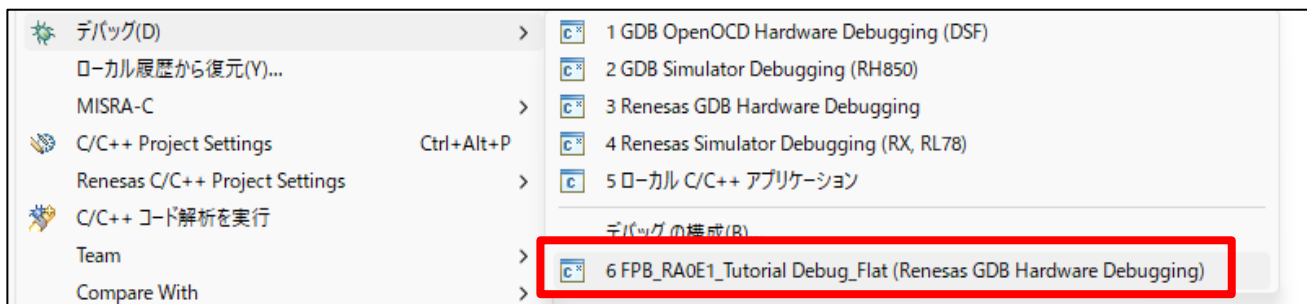 デバッグ(D) >
ローカル履歴から復元(Y)...
MISRA-C >
C/C++ Project Settings Ctrl+Alt+P
Renesas C/C++ Project Settings >
C/C++ コード解析を実行
Team >
Compare With >
1 GDB OpenOCD Hardware Debugging (DSF)
2 GDB Simulator Debugging (RH850)
3 Renesas GDB Hardware Debugging
4 Renesas Simulator Debugging (RX, RL78)
5 ローカル C/C++ アプリケーション
デバッグ の構成(B)
6 FPB_RA0E1_Tutorial Debug_Flat (Renesas GDB Hardware Debugging)